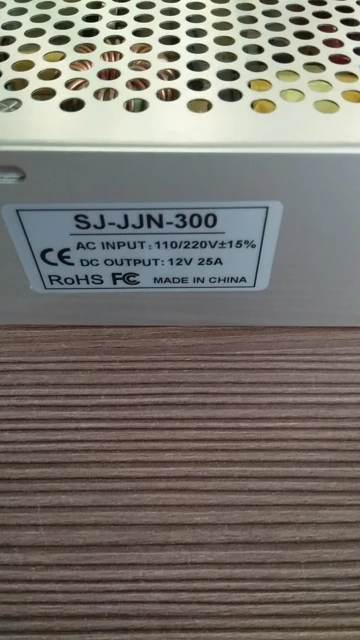 SJ-JJN-300
AC INPUT: 110/220V±15%
CE DC OUTPUT: 12V 25A
RoHS FC MADE IN CHINA